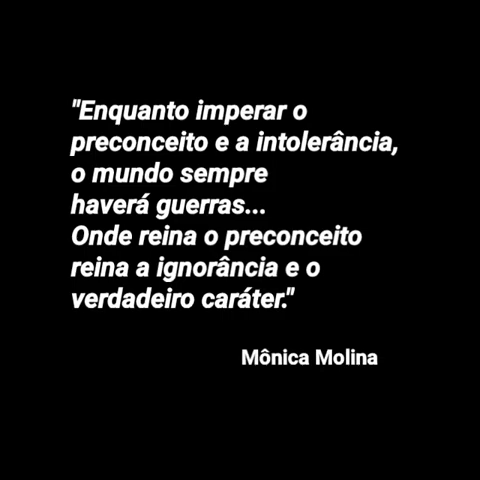 "Enquanto imperar o
preconceito e a intolerância,
o mundo sempre
haverá guerras...
Onde reina o preconceito
reina a ignorância e o
verdadeiro caráter."
Mônica Molina